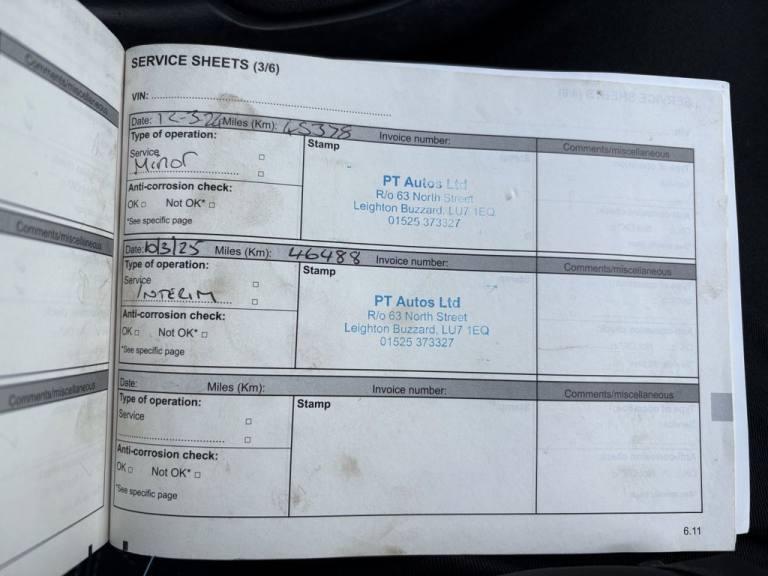 SERVICE SHEETS (3/6)
VIN:
Date: 12-3-24 Miles (Km): 45378 Invoice number: Comments/miscellaneous
Type of operation: Stamp
Service □
Minor □
PT Autos Ltd
R/o 63 North Street
Leighton Buzzard, LU7 1EQ
01525 373327
Anti-corrosion check:
OK □ Not OK* □
*See specific page
Date: 10/3/25 Miles (Km): 46488 Invoice number: Comments/miscellaneous
Type of operation: Stamp
Service □
INTERIM □
PT Autos Ltd
R/o 63 North Street
Leighton Buzzard, LU7 1EQ
01525 373327
Anti-corrosion check:
OK □ Not OK* □
*See specific page
Date: Miles (Km): Invoice number: Comments/miscellaneous
Type of operation: Stamp
Service □
□
Anti-corrosion check:
OK □ Not OK* □
*See specific page
6.11
Comments/miscellaneous
Comments/miscellaneous
Comments/miscellaneous